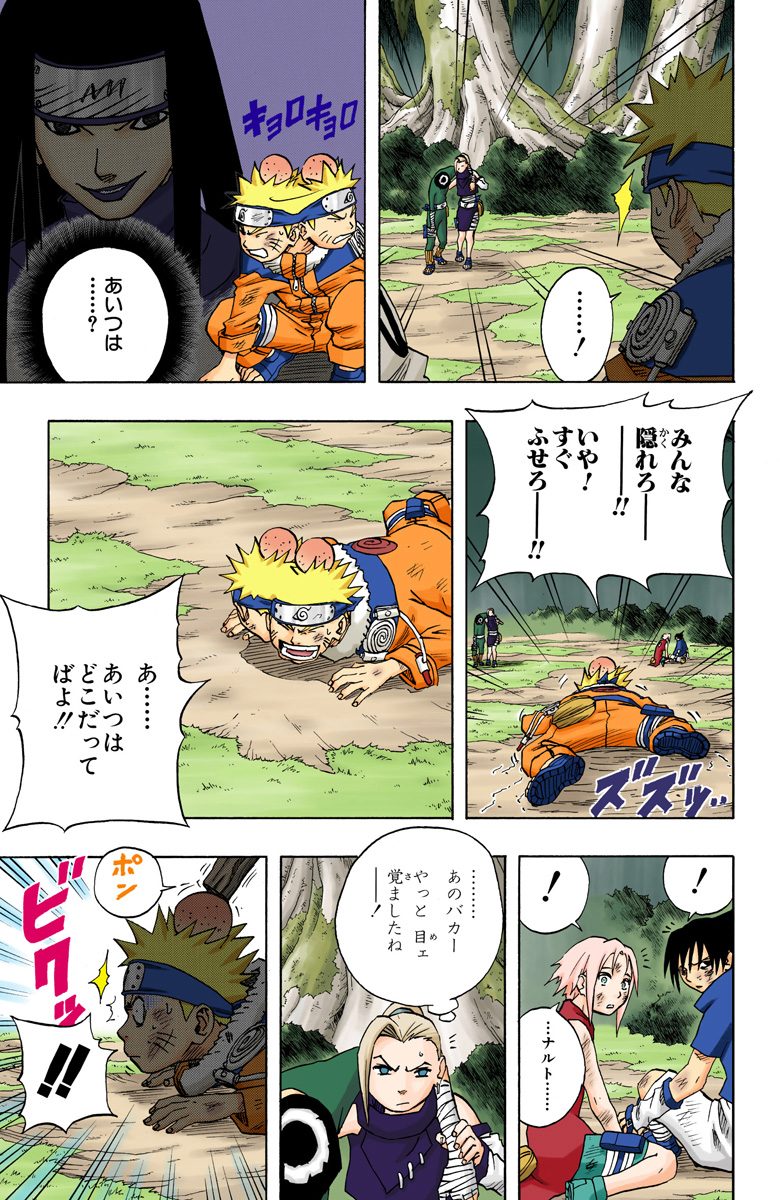 ……！
キョロキョロ
あいつは
……？
みんな
隠れろ――
――!!
いや！
すぐ
ふせろ――!!
ズズッ…
あ……
あいつは
どこだって
ばよ!!
！
！
…ナルト…
………
あのバカー
やっと目ェ
覚ましたね
――！
ポン
ビクッ
!!